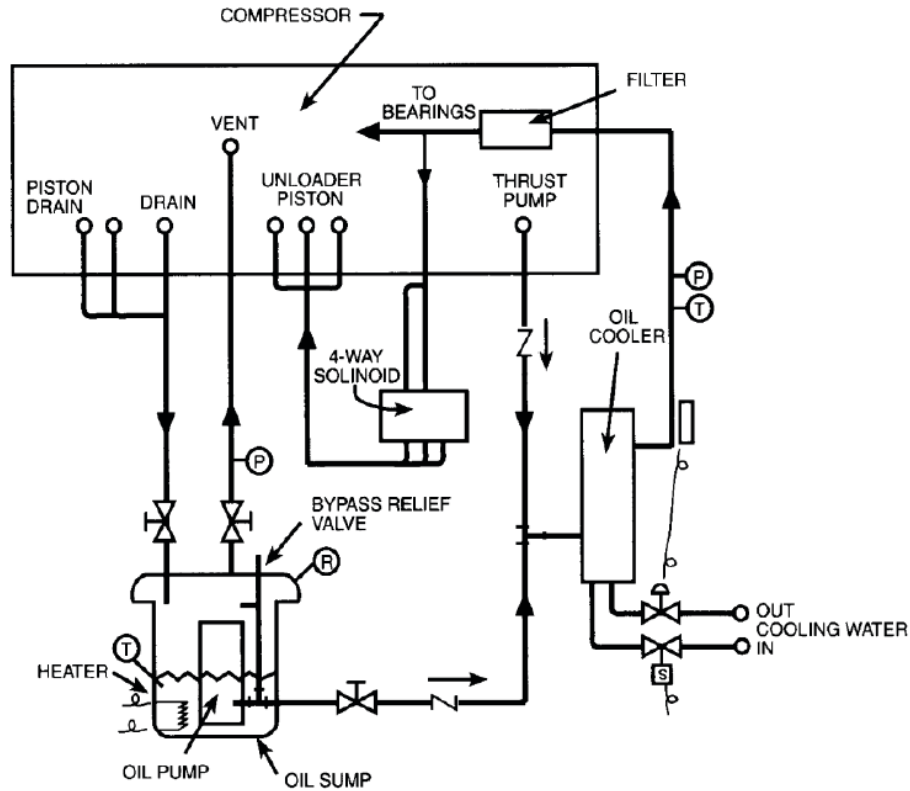 COMPRESSOR
TO
BEARINGS
FILTER
VENT
PISTON
DRAIN
DRAIN
UNLOADER
PISTON
THRUST
PUMP
P
T
OIL
COOLER
4-WAY
SOLINOID
P
BYPASS RELIEF
VALVE
R
OUT
COOLING WATER
IN
T
HEATER
S
OIL PUMP
OIL SUMP